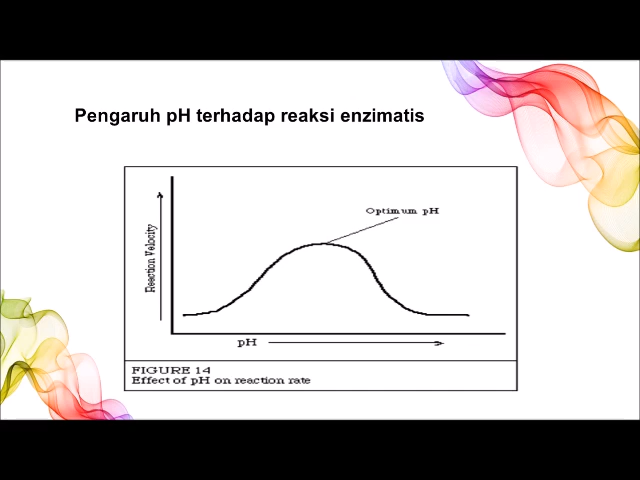 Pengaruh pH terhadap reaksi enzimatis
Optimum pH
Reaction Velocity
pH
FIGURE 14
Effect of pH on reaction rate